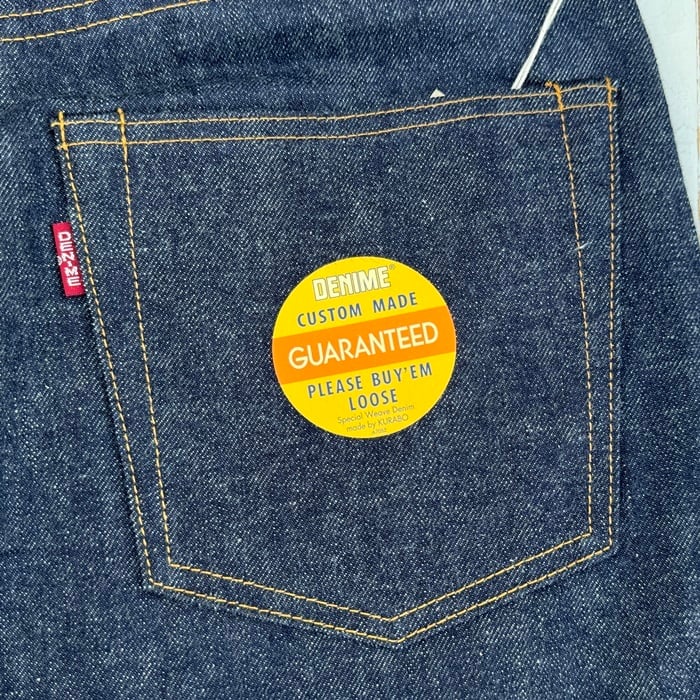 DENIME
DENIME®
CUSTOM MADE
GUARANTEED
PLEASE BUY'EM
LOOSE
Special Weave Denim
made by KURABO